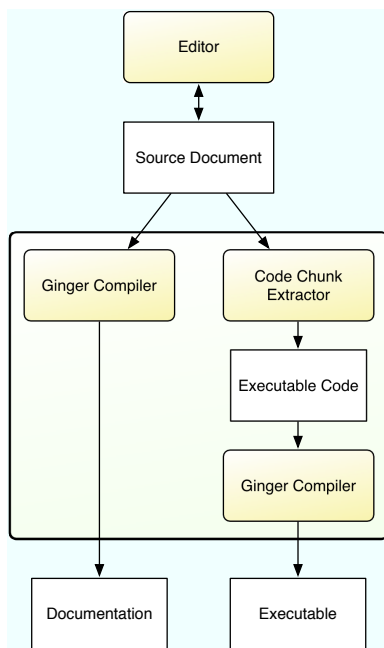 Editor
Source Document
Ginger Compiler
Code Chunk
Extractor
Executable Code
Ginger Compiler
Documentation
Executable